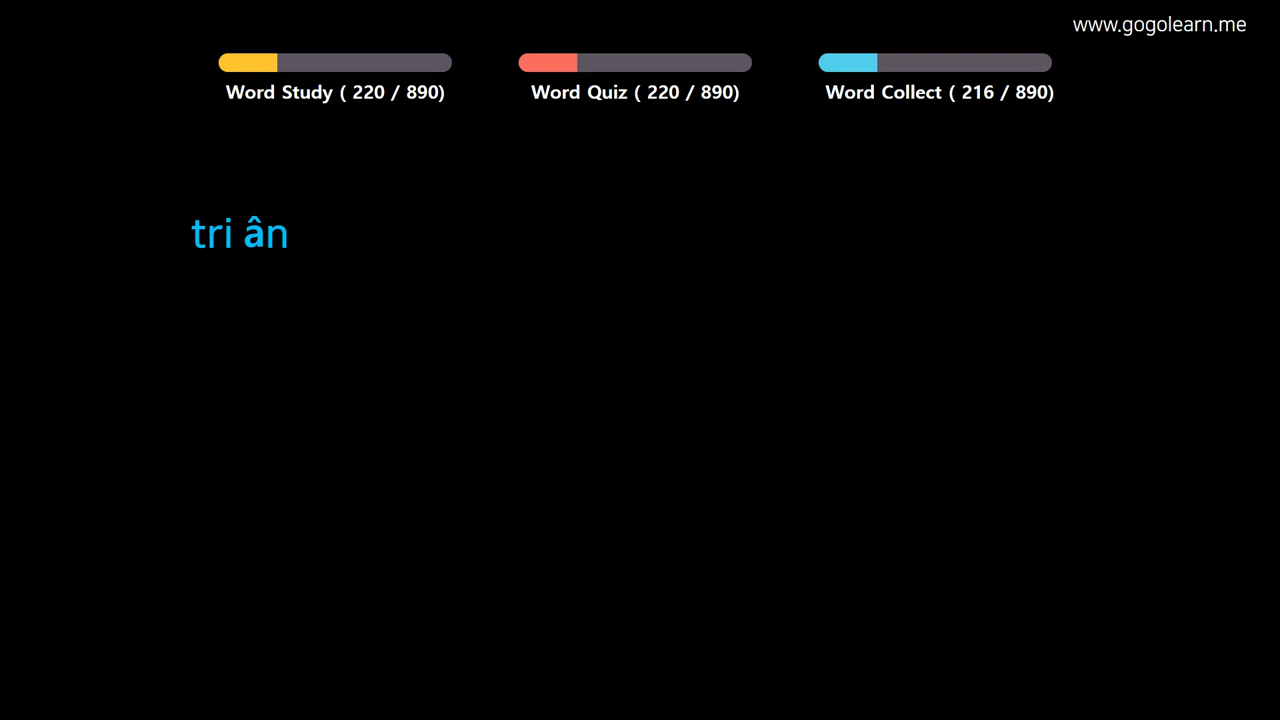 www.gogolearn.me
Word Study ( 220 / 890)
Word Quiz ( 220 / 890)
Word Collect ( 216 / 890)
tri ân